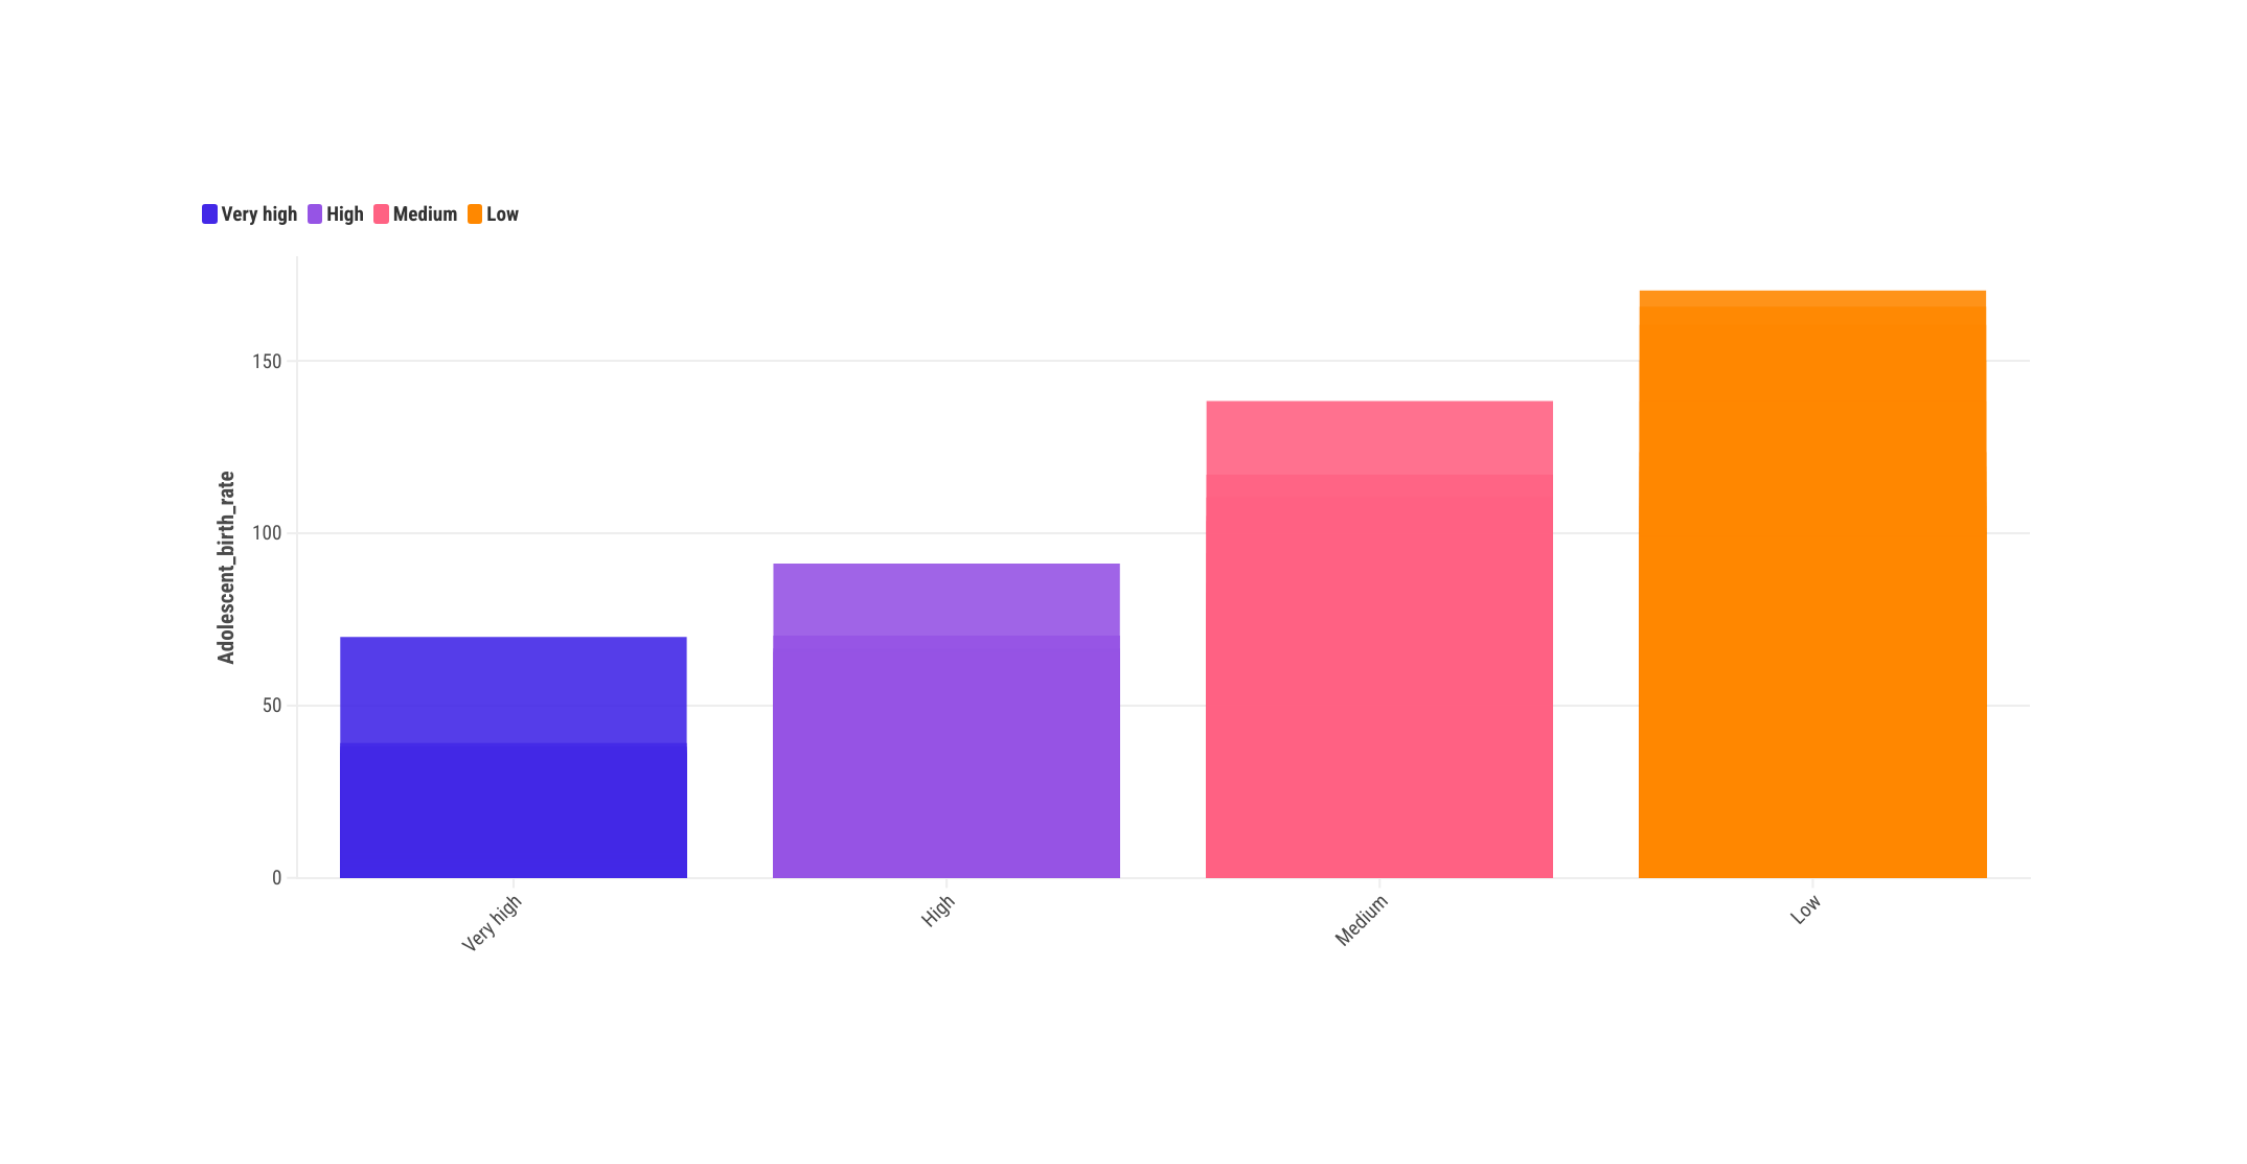 Very high High Medium Low
150
100
50
0
Adolescent_birth_rate
Very high
High
Medium
Low